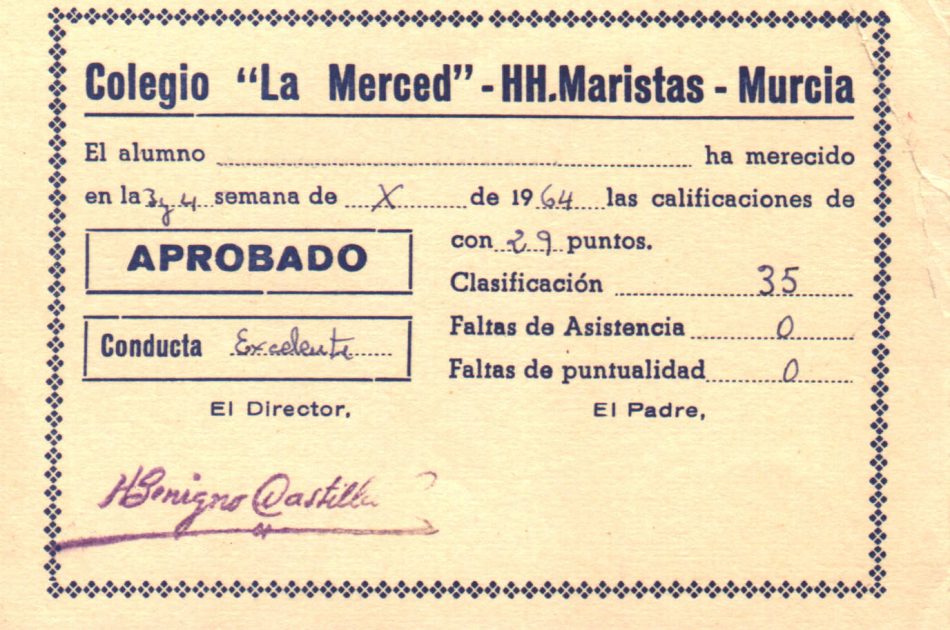 Colegio "La Merced" - HH.Maristas - Murcia
El alumno ha merecido
en la 3 y 4 semana de X de 1964 las calificaciones de
APROBADO
con 29 puntos.
Clasificación 35
Faltas de Asistencia 0
Conducta Excelente
Faltas de puntualidad 0
El Director,
El Padre,
H Benigno Castilla